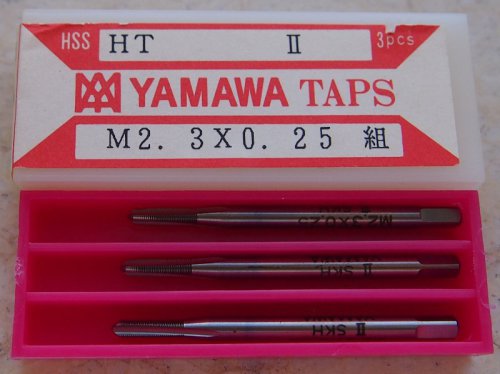 HSS HT II 3pcs
YAMAWA TAPS
M2.3X0.25 組
M2.3X0.25
II SKH
II SKH